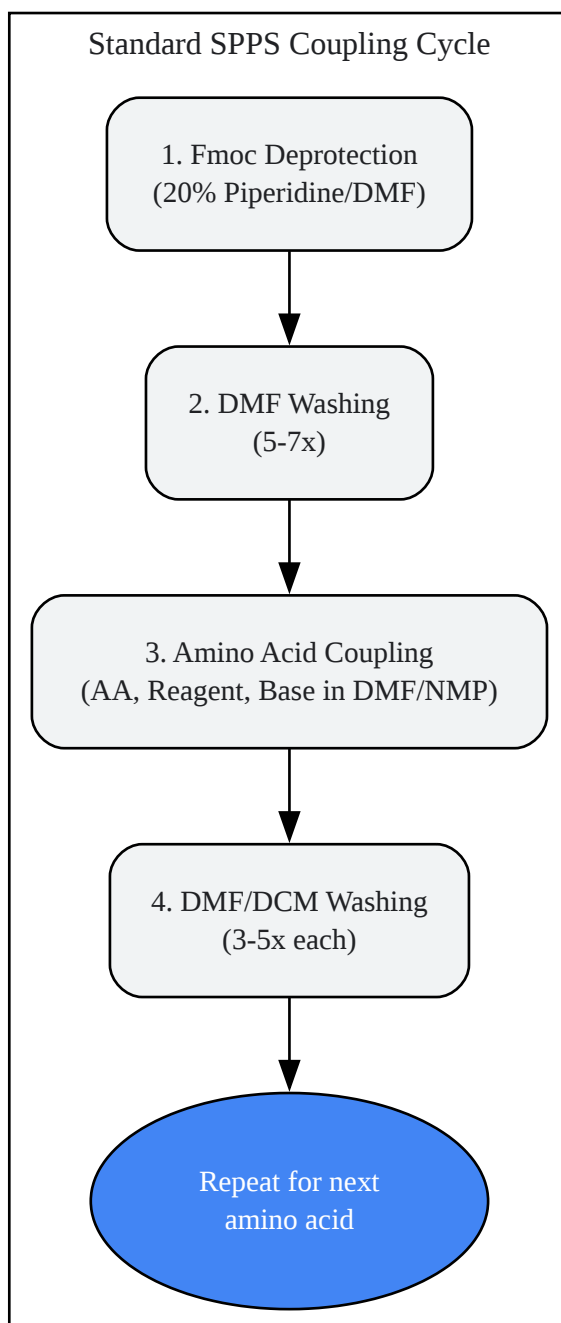 Standard SPPS Coupling Cycle
1. Fmoc Deprotection
(20% Piperidine/DMF)
2. DMF Washing
(5-7x)
3. Amino Acid Coupling
(AA, Reagent, Base in DMF/NMP)
4. DMF/DCM Washing
(3-5x each)
Repeat for next
amino acid